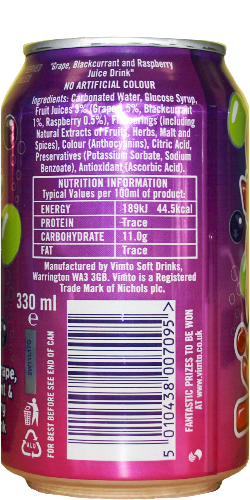 "Grape, Blackcurrant and Raspberry
Juice Drink"
NO ARTIFICIAL COLOUR
Ingredients: Carbonated Water, Glucose Syrup,
Fruit Juices 3% (Grape 1.5%, Blackcurrant
1%, Raspberry 0.5%), Flavourings (including
Natural Extracts of Fruits, Herbs, Malt and
Spices), Colour (Anthocyanins), Citric Acid,
Preservatives (Potassium Sorbate, Sodium
Benzoate), Antioxidant (Ascorbic Acid).
NUTRITION INFORMATION
Typical Values per 100ml of product:
ENERGY 189kJ 44.5kcal
PROTEIN Trace
CARBOHYDRATE 11.0g
FAT Trace
Manufactured by Vimto Soft Drinks,
Warrington WA3 3GB. Vimto is a Registered
Trade Mark of Nichols plc.
330 ml
e
FOR BEST BEFORE SEE END OF CAN
alu
5 010438 007095
FANTASTIC PRIZES TO BE WON
AT www.vimto.co.uk